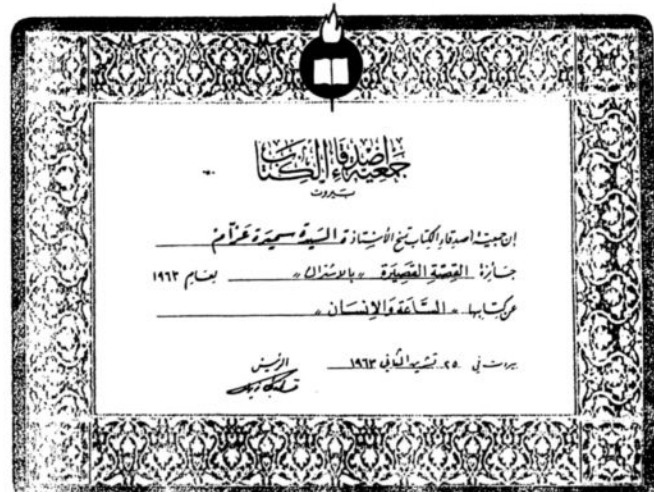 جمعية أصدقاء الكتاب
بيروت
ان جمعية اصدقاء الكتاب تمنح الأستاذة السيدة سميرة عزام
جائزة القصة القصيرة " بالاشتراك " لعام ١٩٦٣
عن كتابها " الساعة والإنسان "
بيروت في ٢٥ تشرين الثاني ١٩٦٣
الرئيس